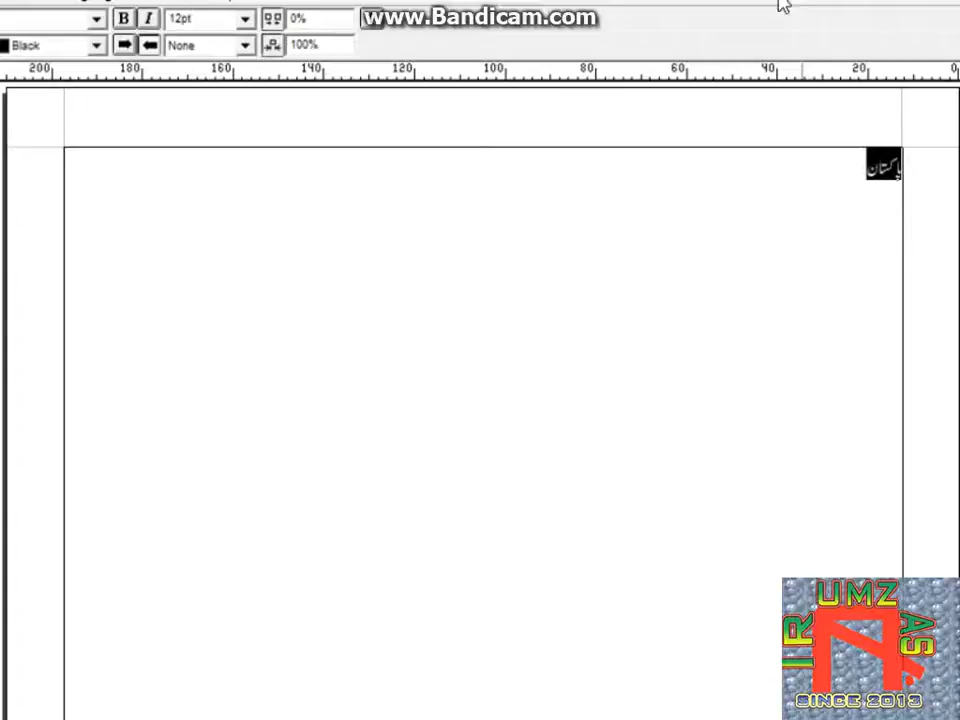 B I 12pt 0% www.Bandicam.com
Black None 100%
200 180 160 140 120 100 80 60 40 20 0
پاکستان
UMZ
IR
AS
SINCE 2013